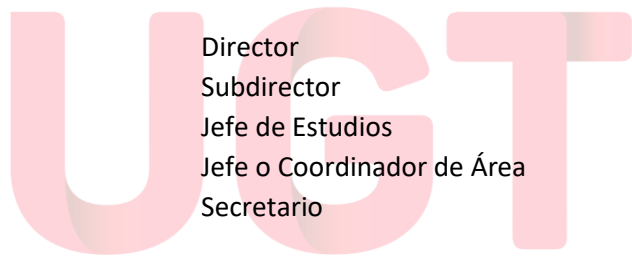 UGT
Director
Subdirector
Jefe de Estudios
Jefe o Coordinador de Área
Secretario